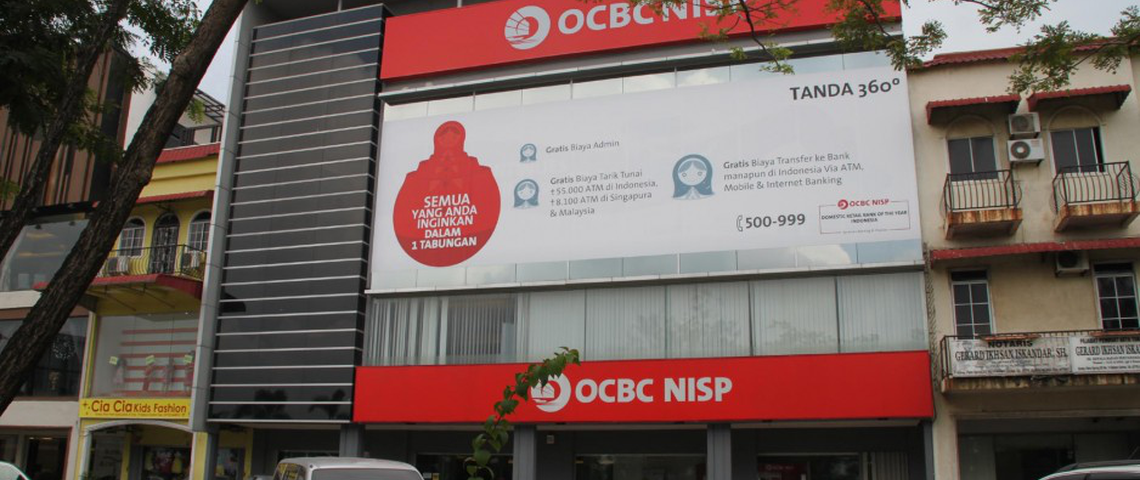 OCBC NISP
TANDA 360°
SEMUA
YANG ANDA
INGINKAN
DALAM
1 TABUNGAN
Gratis Biaya Admin
Gratis Biaya Tarik Tunai
±55.000 ATM di Indonesia,
±8.100 ATM di Singapura
& Malaysia
Gratis Biaya Transfer ke Bank
manapun di Indonesia Via ATM,
Mobile & Internet Banking
500-999
OCBC NISP
DOMESTIC RETAIL BANK OF THE YEAR
INDONESIA
OCBC NISP
Cia Cia Kids Fashion
NOTARIS
GERARD IKHSAN ISKANDAR, SH.
GERARD IKHSAN ISKANDAR